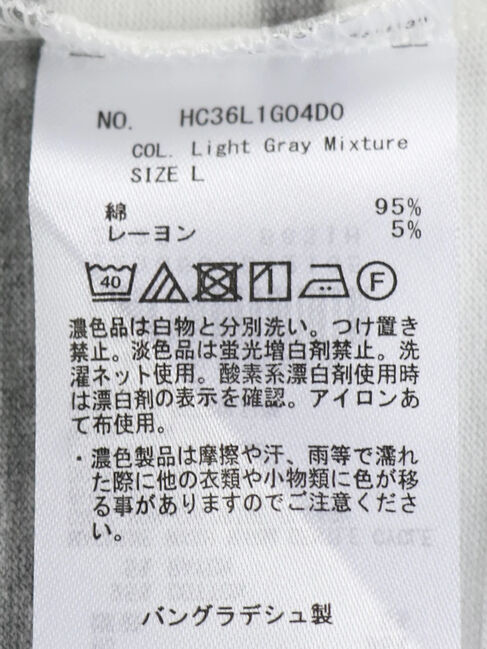 NO. HC36L1G04D0
COL. Light Gray Mixture
SIZE L
綿 95%
レーヨン 5%
40 F
濃色品は白物と分別洗い。つけ置き
禁止。淡色品は蛍光増白剤禁止。洗
濯ネット使用。酸素系漂白剤使用時
は漂白剤の表示を確認。アイロンあ
て布使用。
・濃色製品は摩擦や汗、雨等で濡れ
た際に他の衣類や小物類に色が移
る事がありますのでご注意くださ
い。
バングラデシュ製